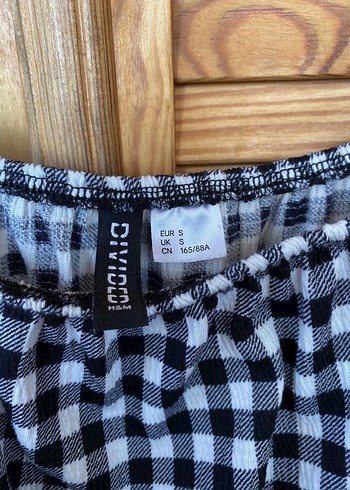 DIVIDED
H&M
EUR S
UK S
CN 165/88A